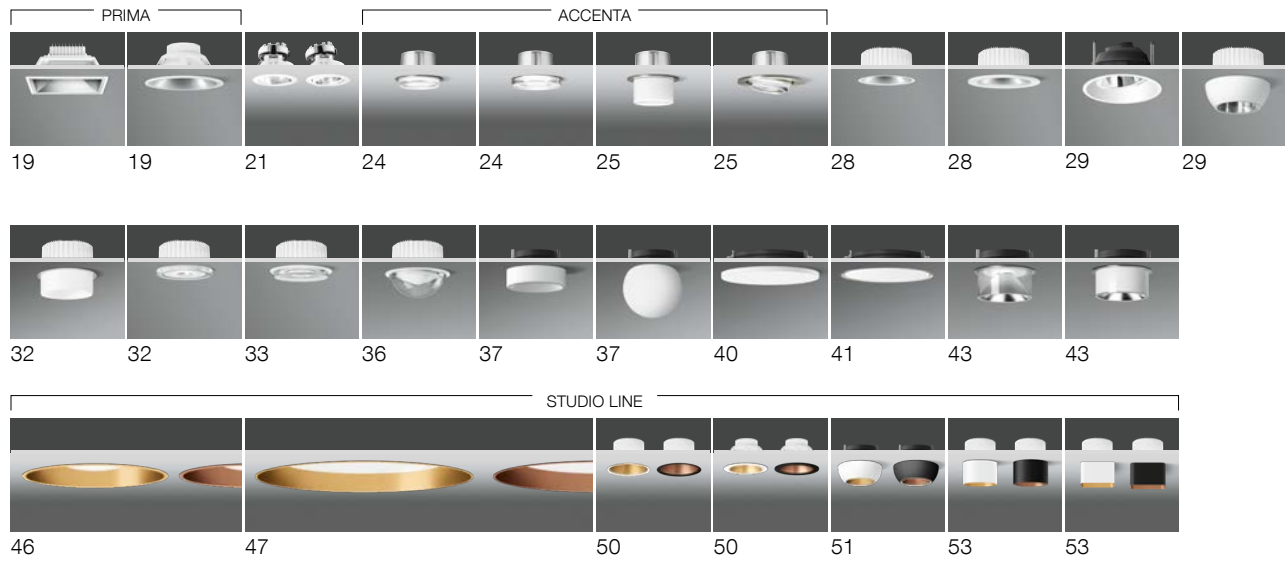 PRIMA ACCENTA
19 19 21 24 24 25 25 28 28 29 29
32 32 33 36 37 37 40 41 43 43
STUDIO LINE
46 47 50 50 51 53 53